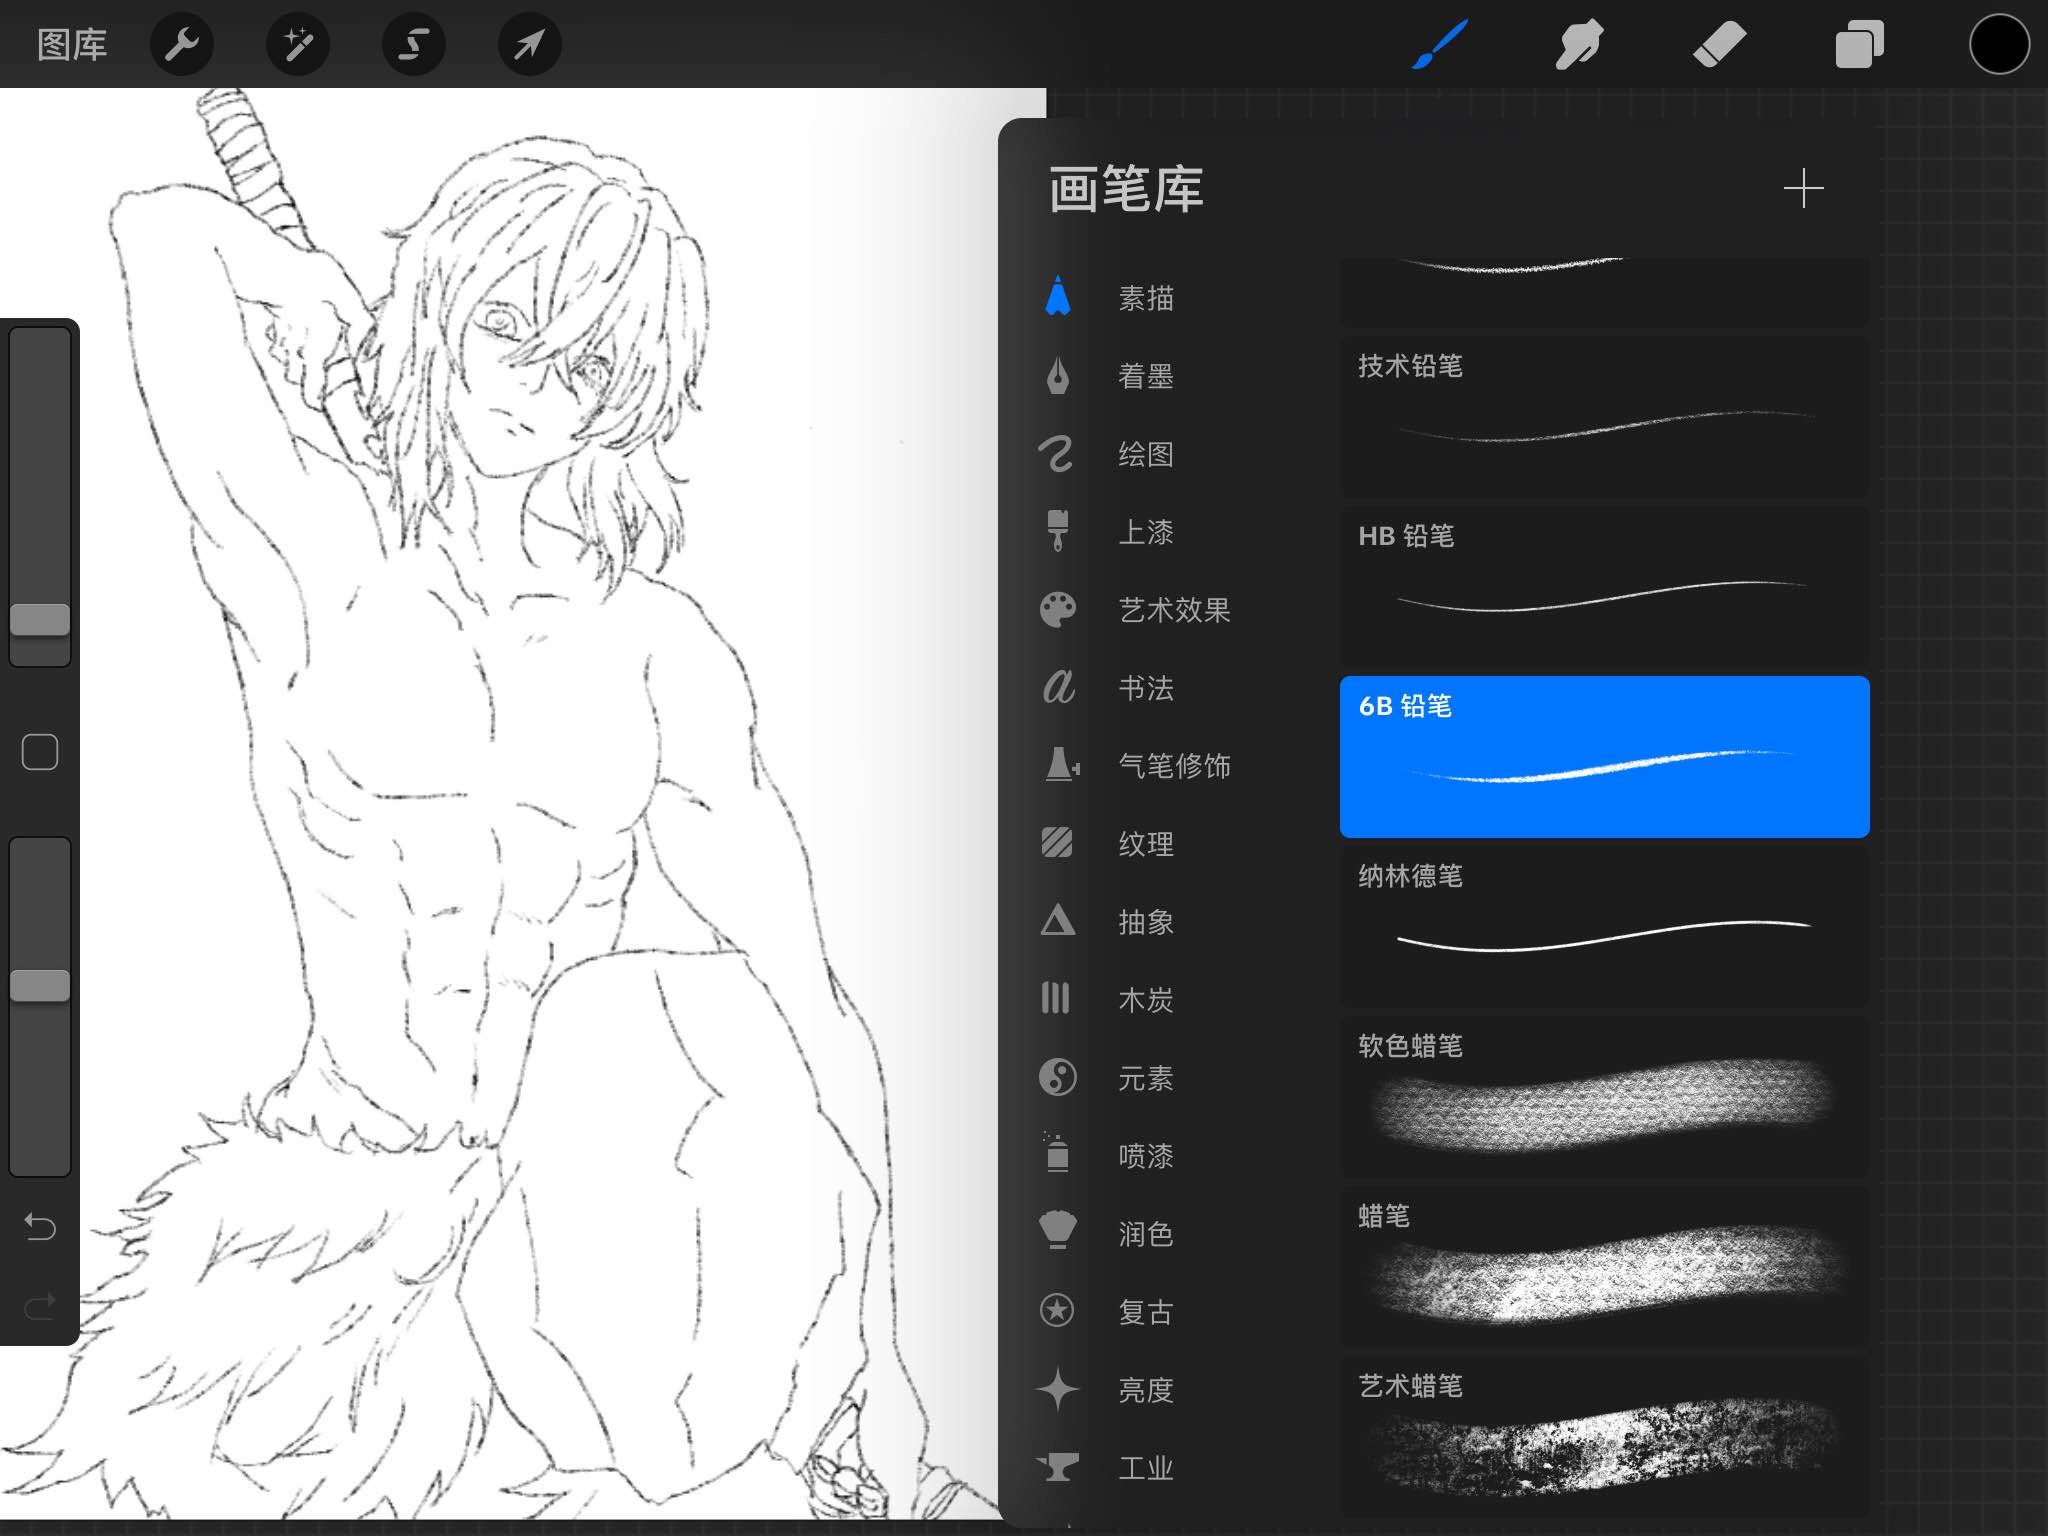 图库
画笔库
素描
着墨
绘图
上漆
艺术效果
书法
气笔修饰
纹理
抽象
木炭
元素
喷漆
润色
复古
亮度
工业
技术铅笔
HB 铅笔
6B 铅笔
纳林德笔
软色蜡笔
蜡笔
艺术蜡笔